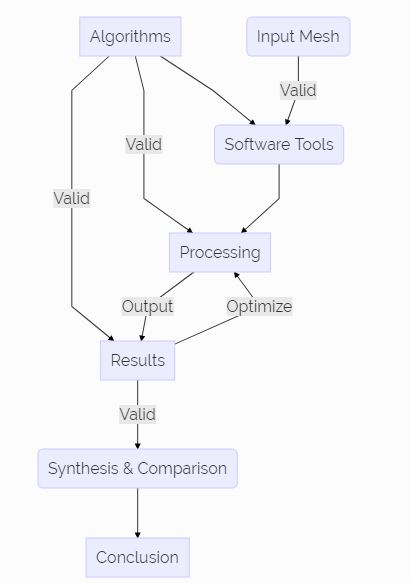 Algorithms
Input Mesh
Valid
Software Tools
Valid
Valid
Processing
Output
Optimize
Results
Valid
Synthesis & Comparison
Conclusion